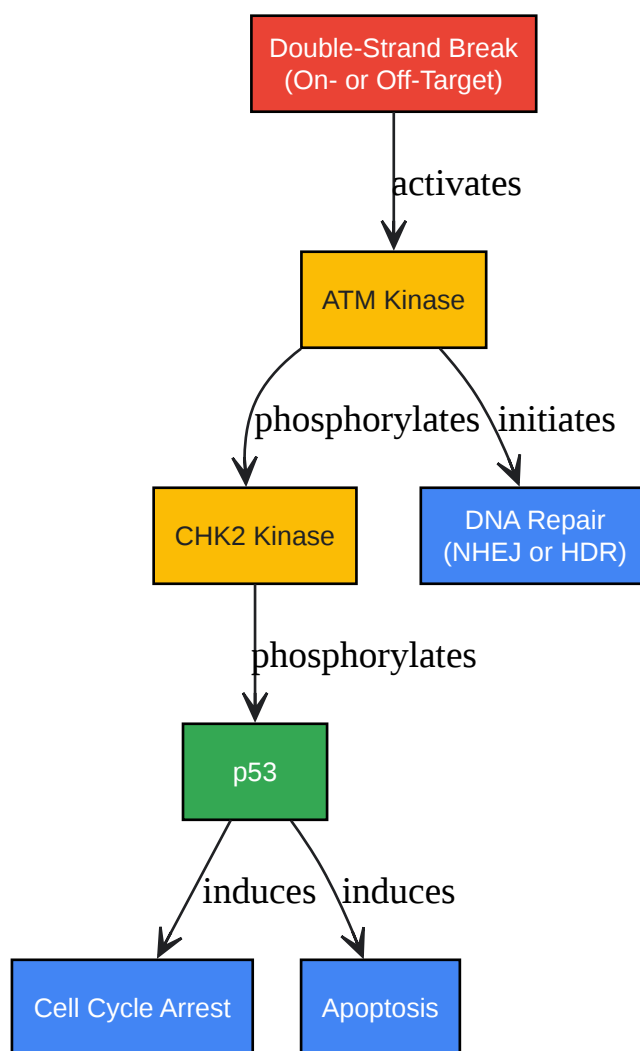 Double-Strand Break
(On- or Off-Target)
activates
ATM Kinase
phosphorylates
initiates
CHK2 Kinase
DNA Repair
(NHEJ or HDR)
phosphorylates
p53
induces
induces
Cell Cycle Arrest
Apoptosis